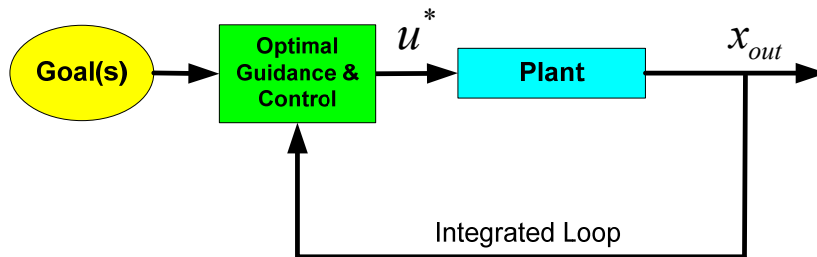 Goal(s)
Optimal
Guidance &
Control
u*
Plant
x_out
Integrated Loop